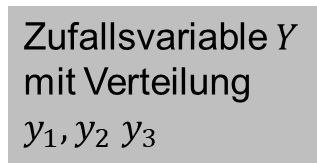 Zufallsvariable Y
mit Verteilung
y₁, y₂ y₃